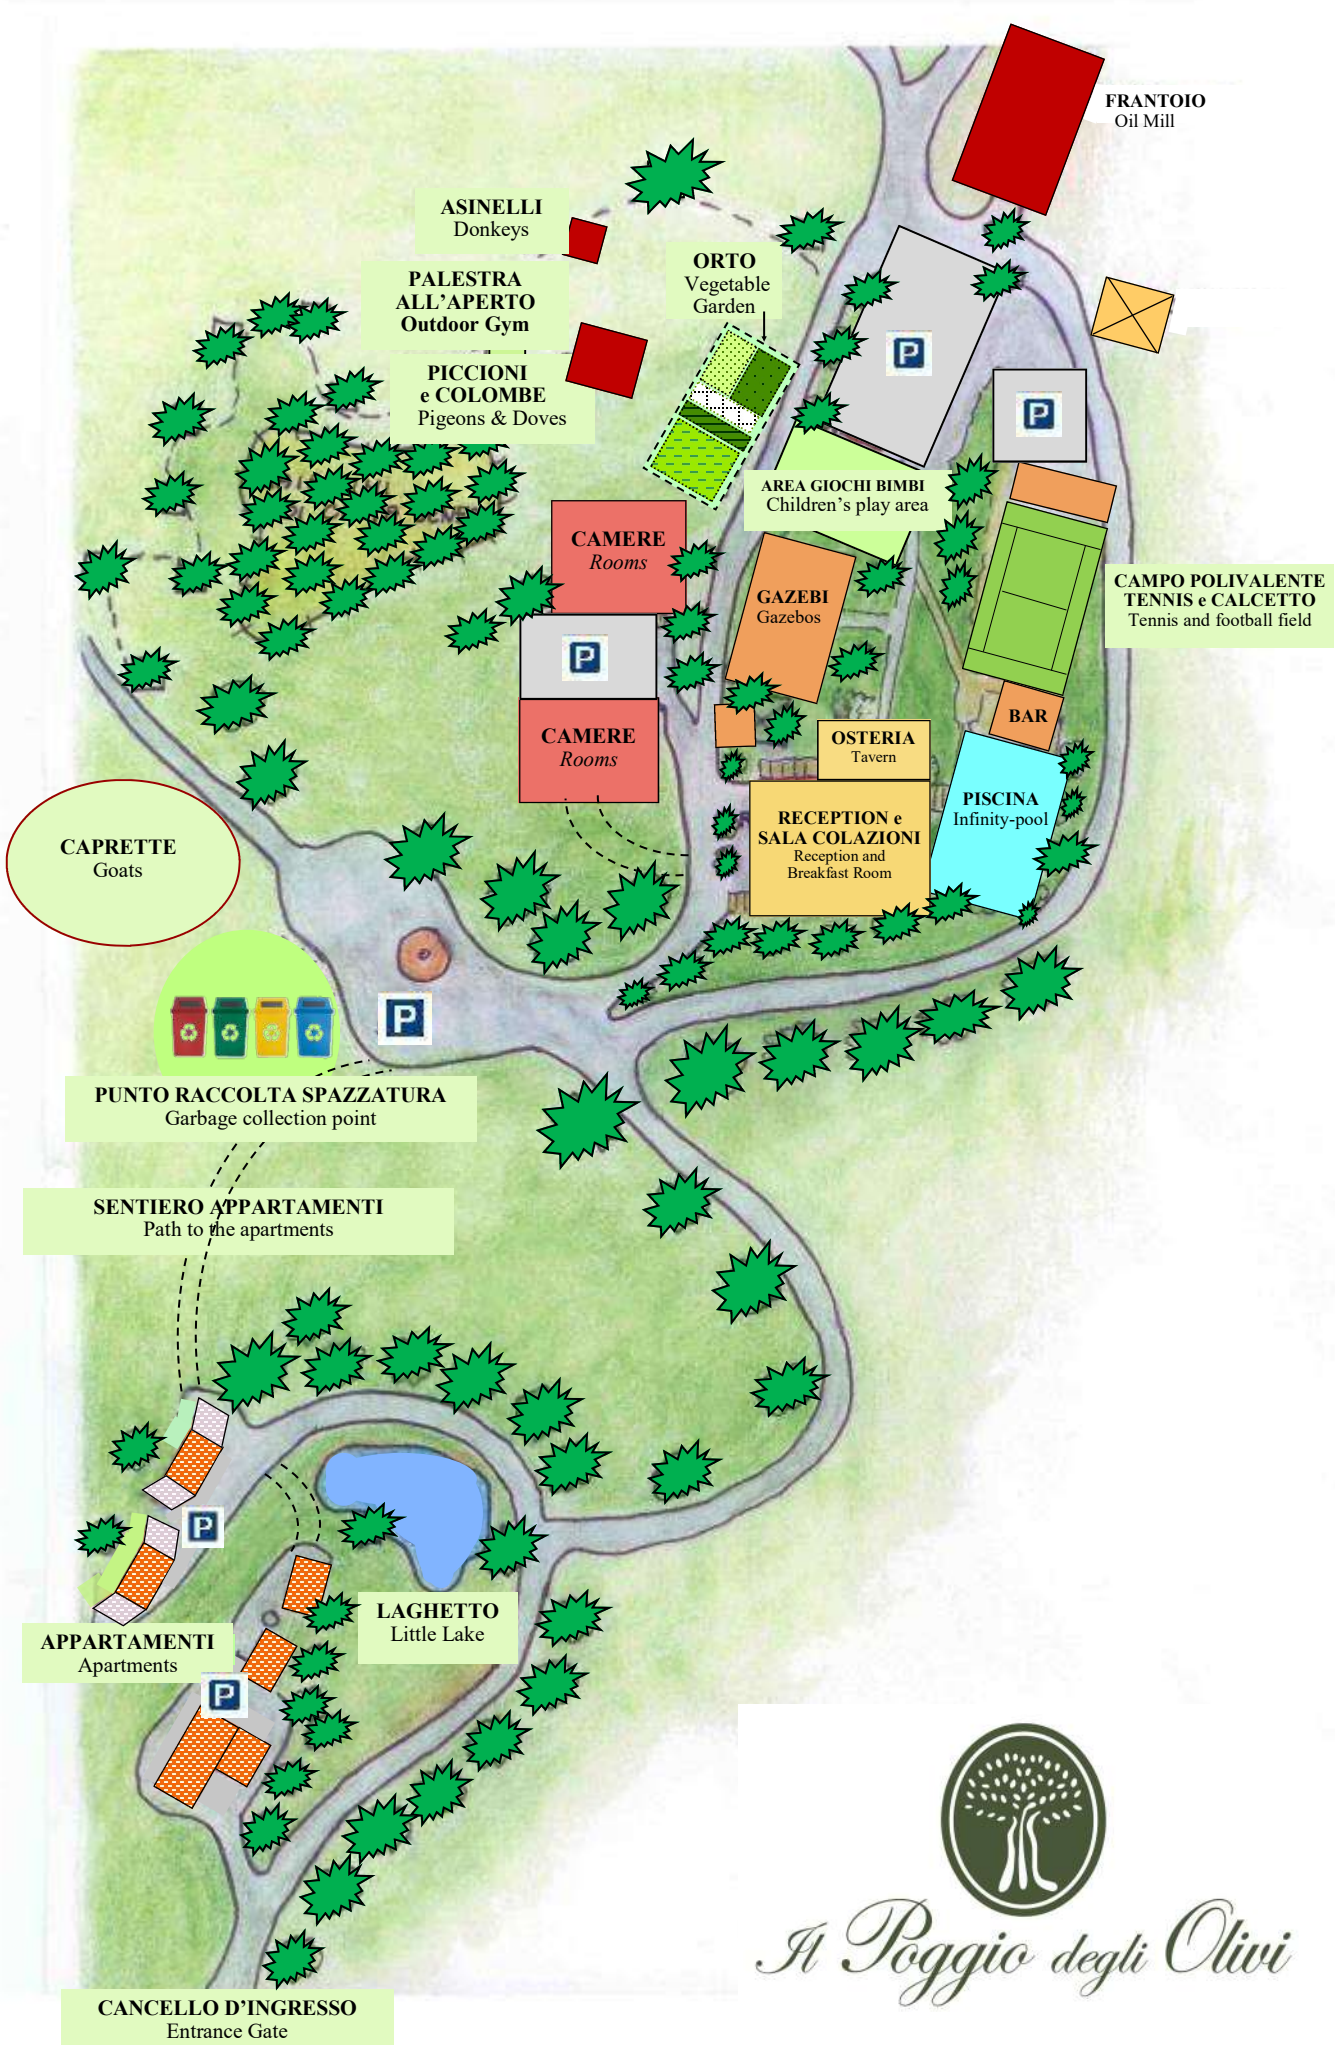 FRANTOIO
Oil Mill
ASINELLI
Donkeys
PALESTRA
ALL’APERTO
Outdoor Gym
ORTO
Vegetable
Garden
P
PICCIONI
e COLOMBE
Pigeons & Doves
P
AREA GIOCHI BIMBI
Children’s play area
CAMERE
Rooms
GAZEBI
Gazebos
CAMPO POLIVALENTE
TENNIS e CALCETTO
Tennis and football field
P
BAR
CAMERE
Rooms
OSTERIA
Tavern
PISCINA
Infinity-pool
RECEPTION e
SALA COLAZIONI
Reception and
Breakfast Room
CAPRETTE
Goats
P
PUNTO RACCOLTA SPAZZATURA
Garbage collection point
SENTIERO APPARTAMENTI
Path to the apartments
P
LAGHETTO
Little Lake
APPARTAMENTI
Apartments
P
Il Poggio degli Olivi
CANCELLO D’INGRESSO
Entrance Gate